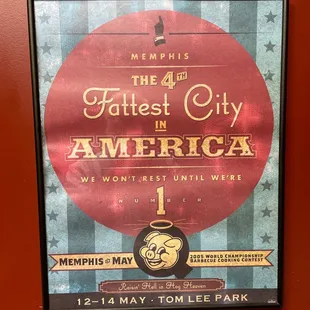 MEMPHIS
THE 4TH
Fattest City
IN
AMERICA
WE WON'T REST UNTIL WE'RE
NUMBER
1
MEMPHIS IN MAY
2005 WORLD CHAMPIONSHIP
BARBECUE COOKING CONTEST
Raisin' Hell in Hog Heaven
12-14 MAY · TOM LEE PARK